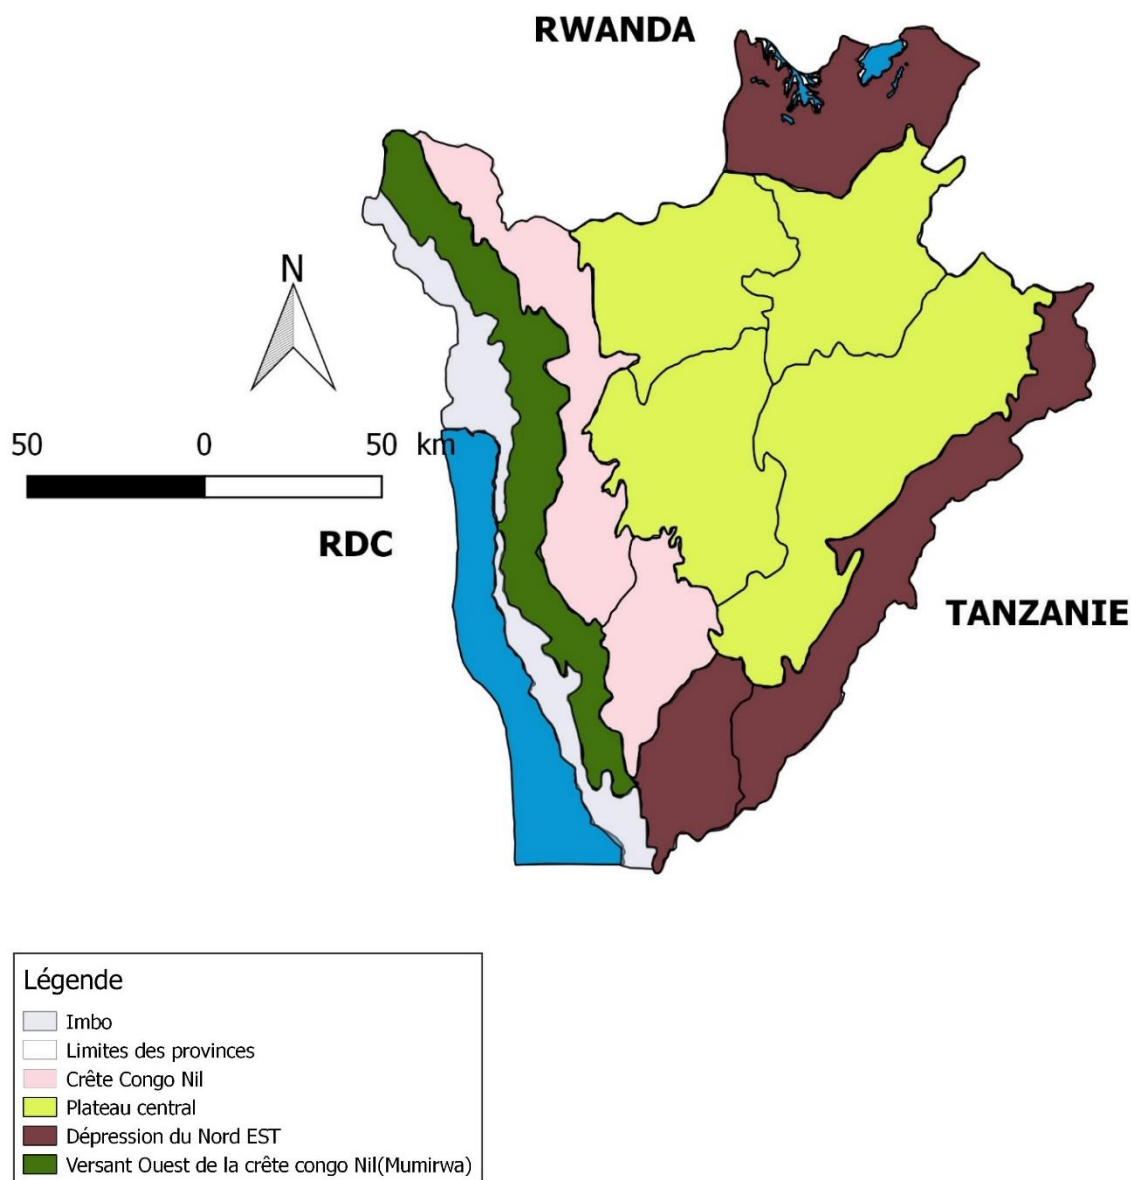 RWANDA
N
50 0 50 km
RDC
TANZANIE
Légende
Imbo
Limites des provinces
Crête Congo Nil
Plateau central
Dépression du Nord EST
Versant Ouest de la crête congo Nil(Mumirwa)